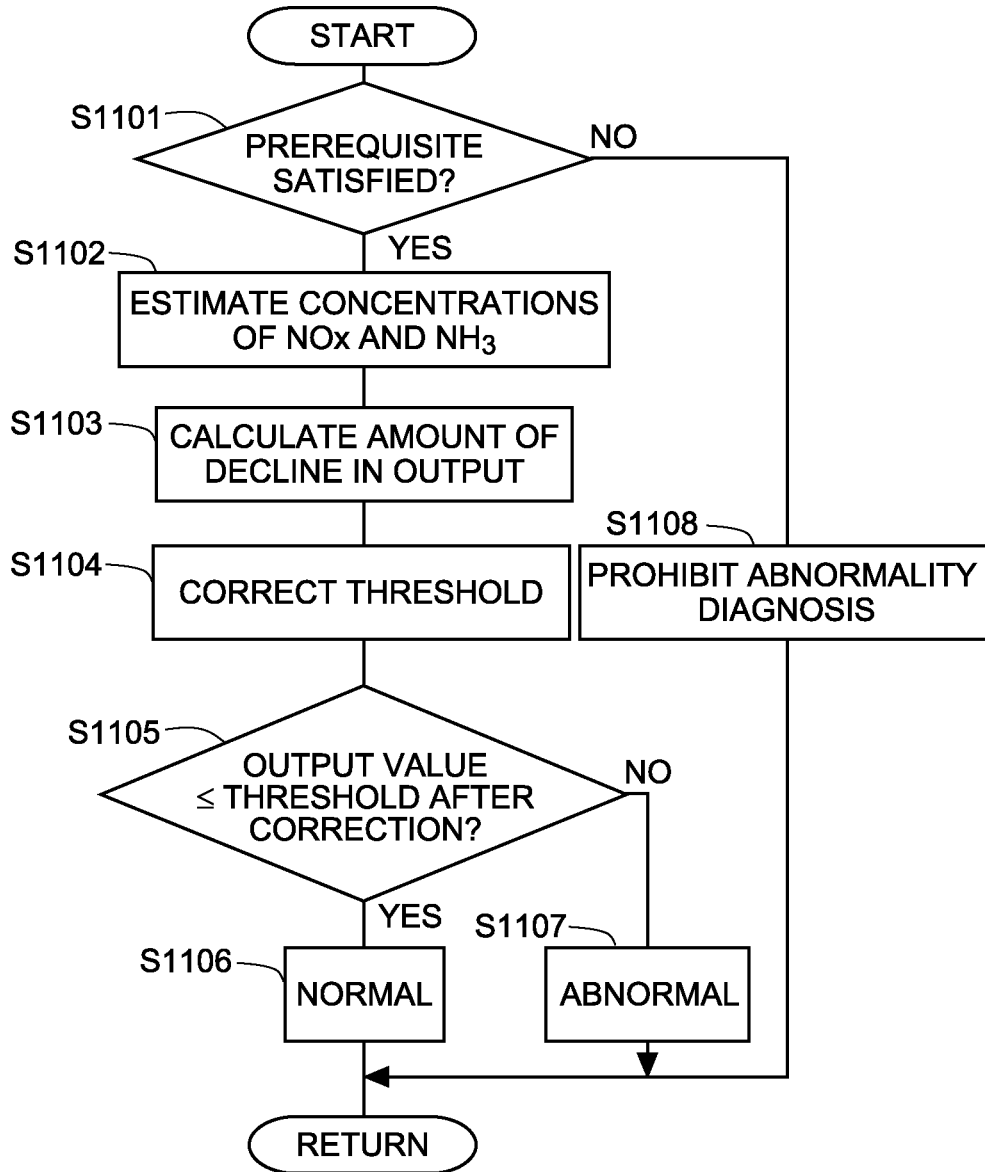 START
S1101
PREREQUISITE
SATISFIED?
NO
YES
S1102
ESTIMATE CONCENTRATIONS
OF NOx AND NH₃
S1103
CALCULATE AMOUNT OF
DECLINE IN OUTPUT
S1104
CORRECT THRESHOLD
S1108
PROHIBIT ABNORMALITY
DIAGNOSIS
S1105
OUTPUT VALUE
≤ THRESHOLD AFTER
CORRECTION?
NO
YES
S1106
NORMAL
S1107
ABNORMAL
RETURN